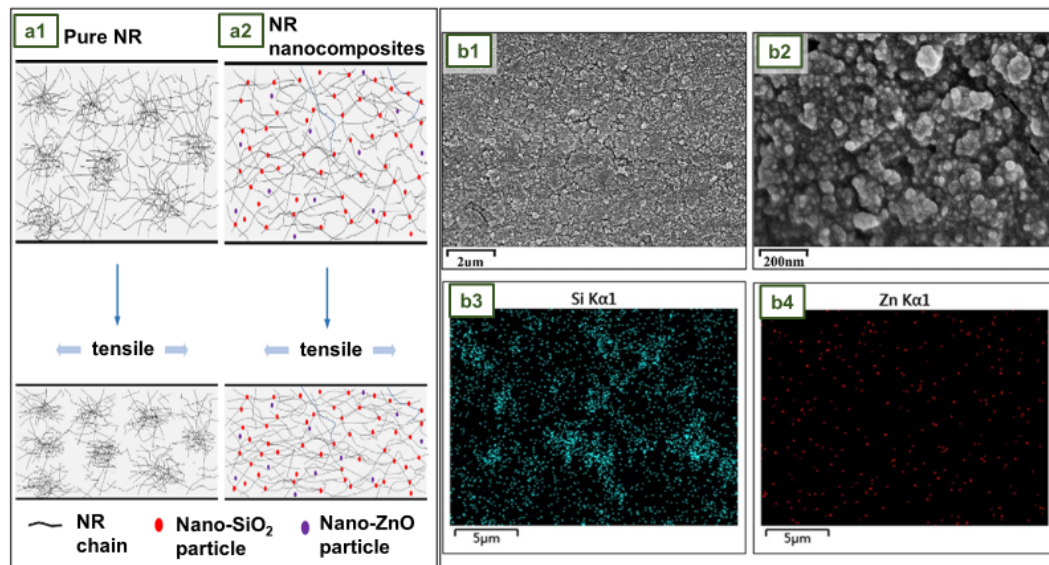 a1 Pure NR
a2 NR
nanocomposites
tensile
tensile
NR
chain
Nano-SiO₂
particle
Nano-ZnO
particle
b1
2um
b2
200nm
b3
Si Kα1
5μm
b4
Zn Kα1
5μm